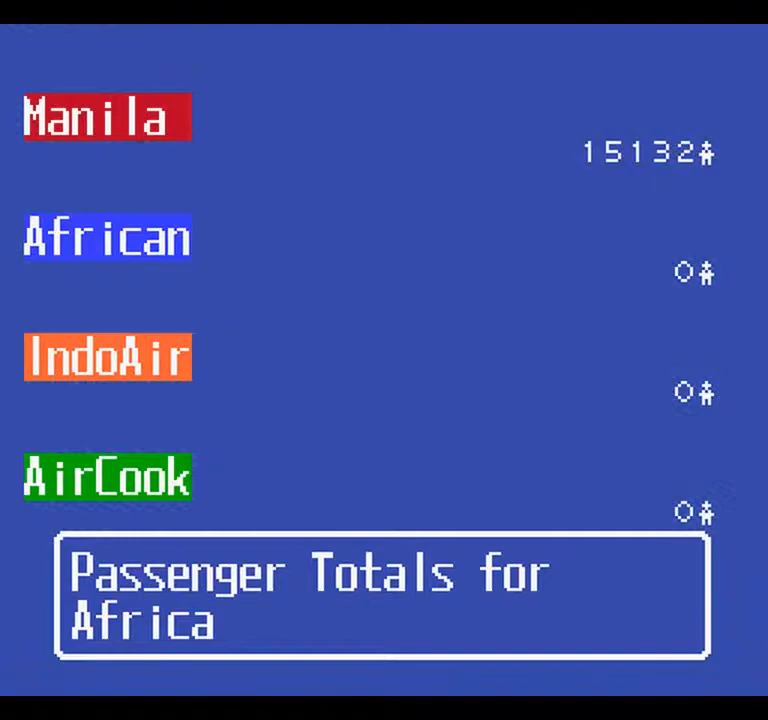 Manila
15132
African
0
IndoAir
0
AirCook
0
Passenger Totals for
Africa